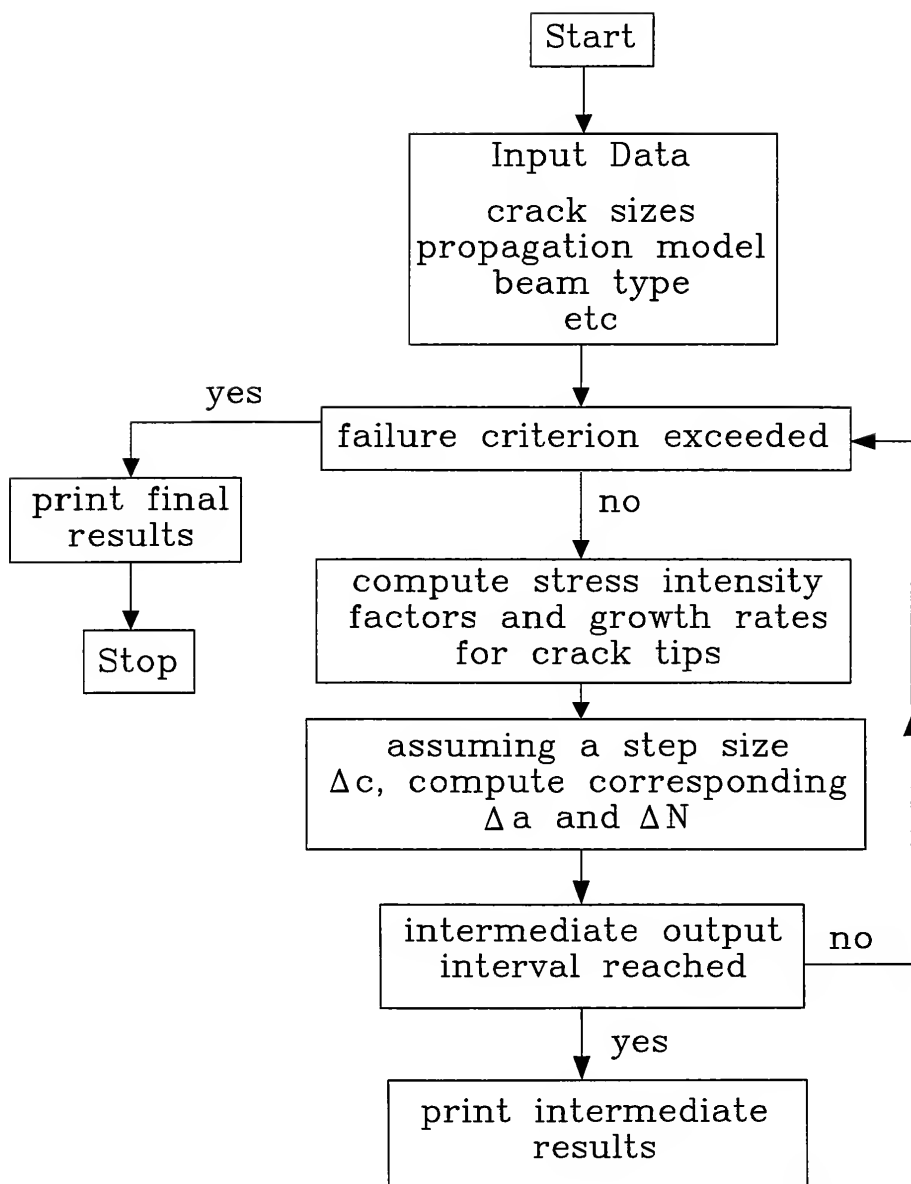 Start
Input Data
crack sizes
propagation model
beam type
etc
yes
failure criterion exceeded
print final
results
no
Stop
compute stress intensity
factors and growth rates
for crack tips
assuming a step size
Δc, compute corresponding
Δa and ΔN
intermediate output
interval reached
no
yes
print intermediate
results